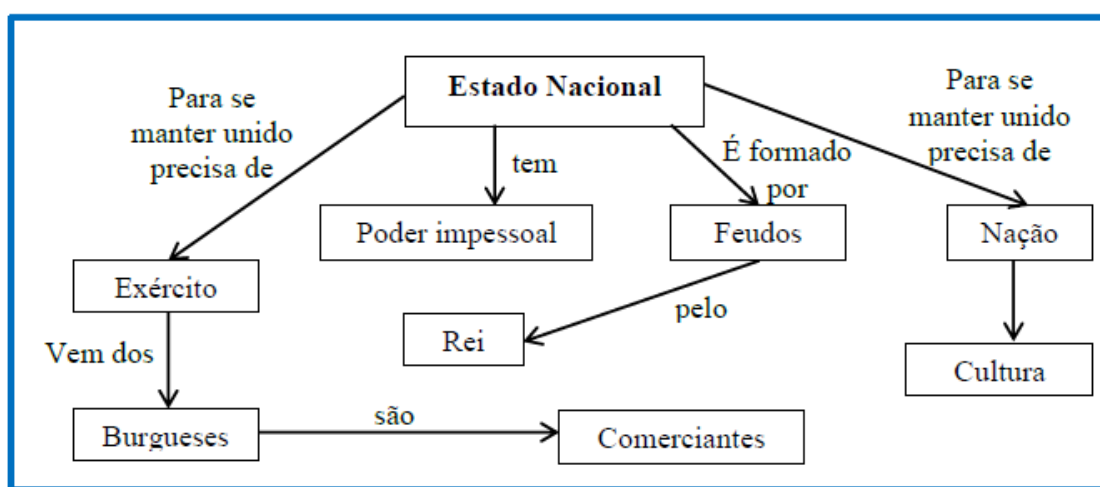 Estado Nacional
Para se
manter unido
precisa de
tem
É formado
por
Para se
manter unido
precisa de
Poder impessoal
Feudos
Nação
Exército
pelo
Rei
Vem dos
Cultura
Burgueses
são
Comerciantes